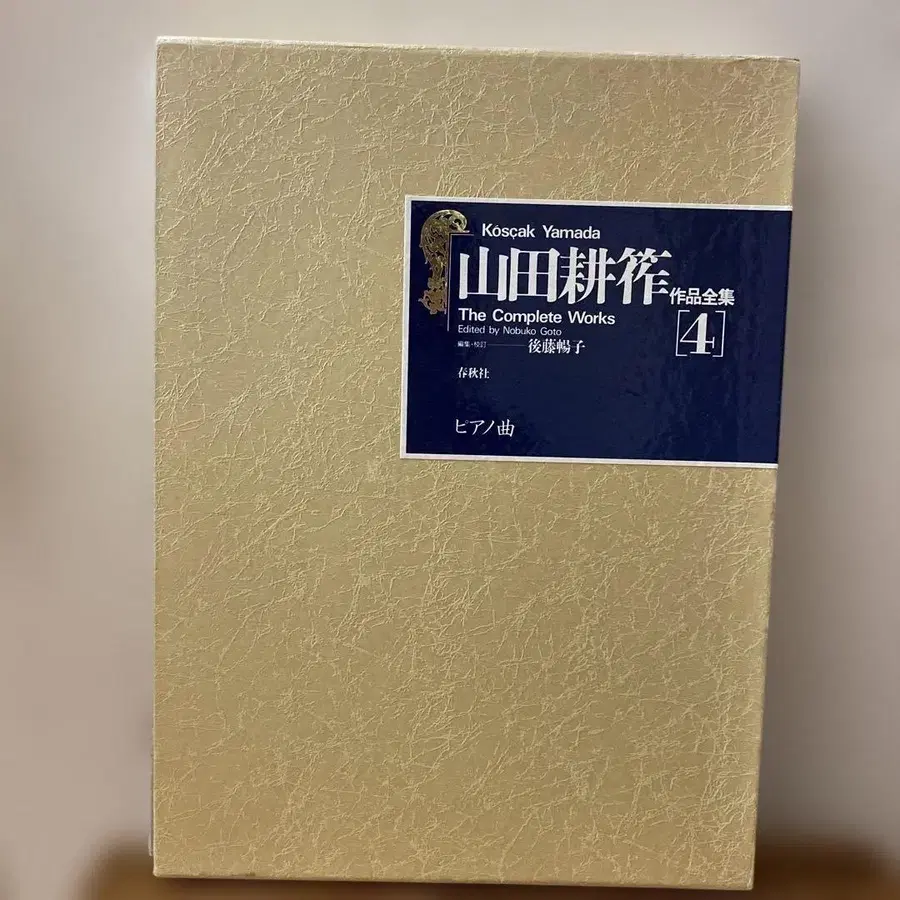 Kósçak Yamada
山田耕筰作品全集
The Complete Works [4]
Edited by Nobuko Goto
編集・校訂——後藤暢子
春秋社
ピアノ曲